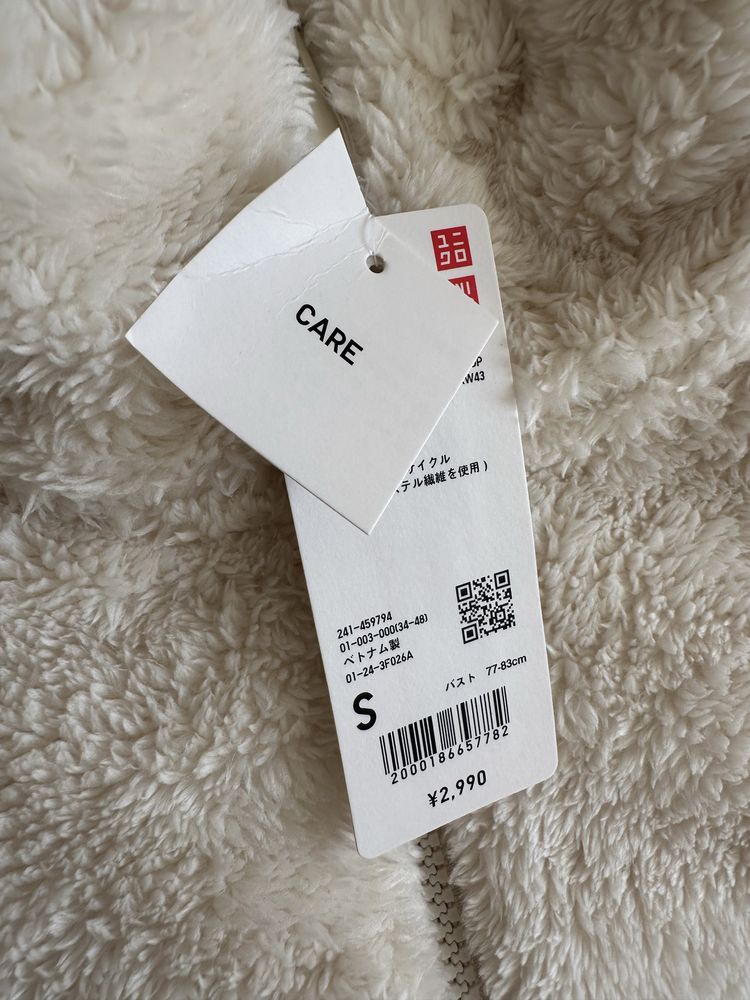 CARE
ユニ
クロ
サイクル
ステル繊維を使用)
241-459794
01-003-000(34-48)
ベトナム製
01-24-3F026A
S
バスト 77-83cm
2000186657782
¥2,990